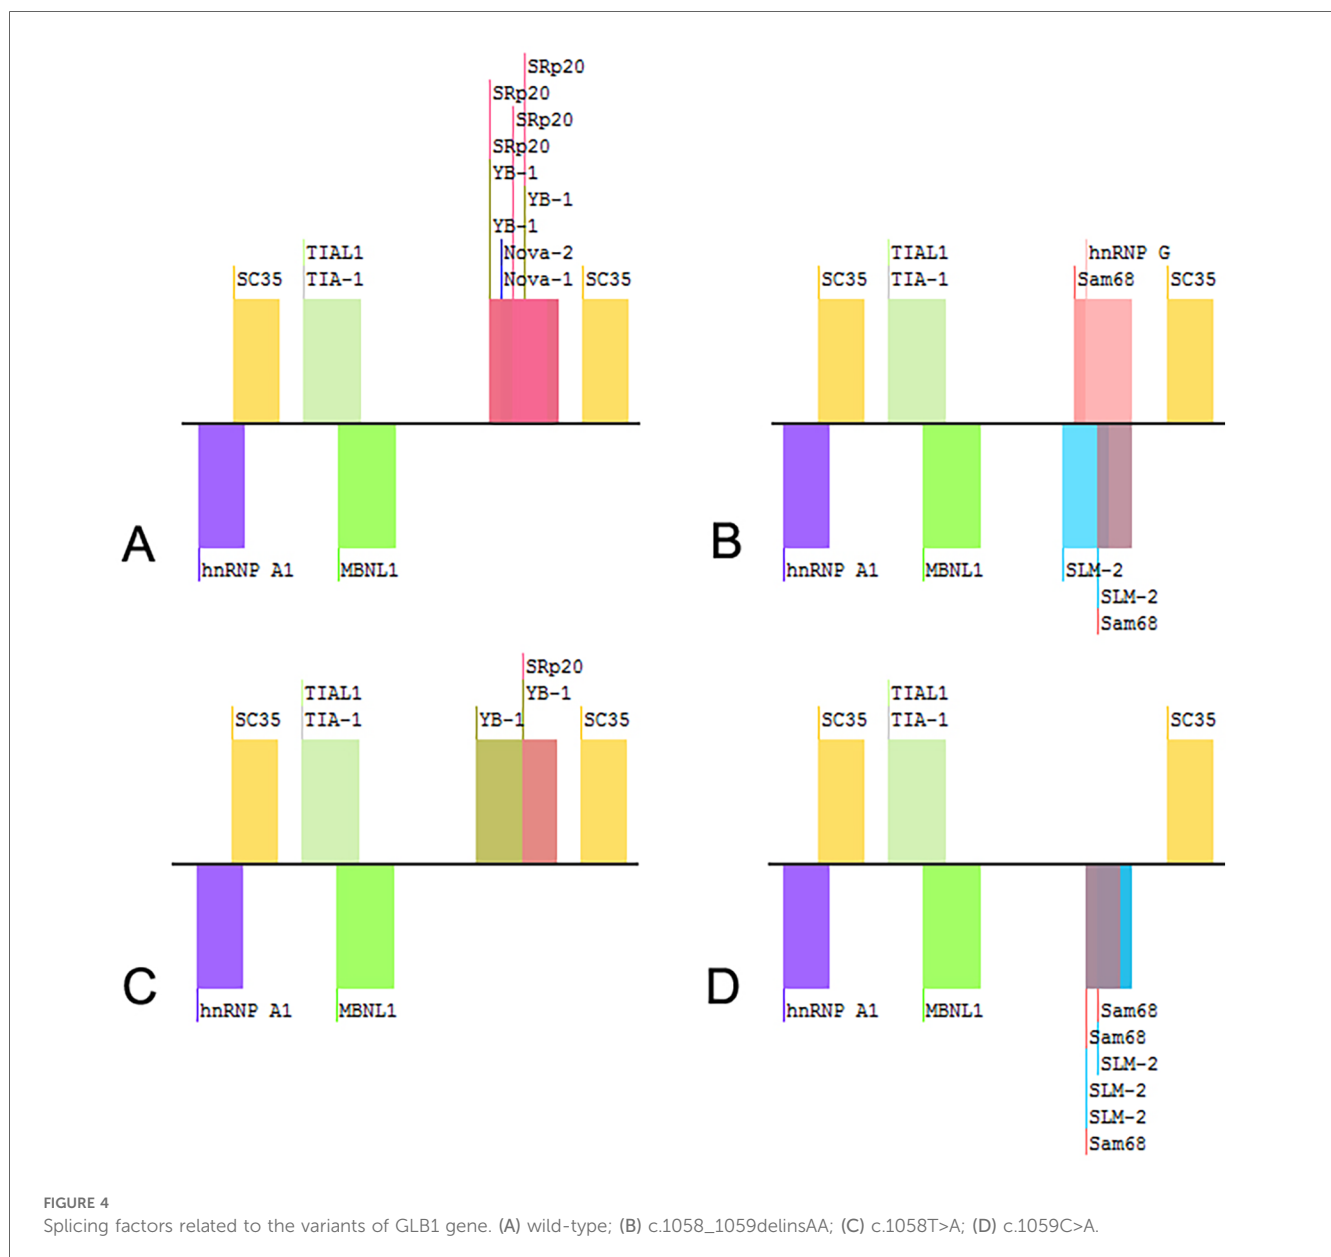 SRp20
SRp20
SRp20
SRp20
YB-1
YB-1
YB-1
TIAL1
Nova-2
SC35
TIA-1
Nova-1
SC35
A
hnRNP A1
MBNL1
TIAL1
hnRNP G
SC35
TIA-1
Sam68
SC35
B
hnRNP A1
MBNL1
SLM-2
SLM-2
Sam68
SRp20
TIAL1
YB-1
SC35
TIA-1
YB-1
SC35
C
hnRNP A1
MBNL1
TIAL1
SC35
TIA-1
SC35
D
hnRNP A1
MBNL1
Sam68
Sam68
SLM-2
SLM-2
SLM-2
Sam68
FIGURE 4
Splicing factors related to the variants of GLB1 gene. (A) wild-type; (B) c.1058_1059delinsAA; (C) c.1058T>A; (D) c.1059C>A.